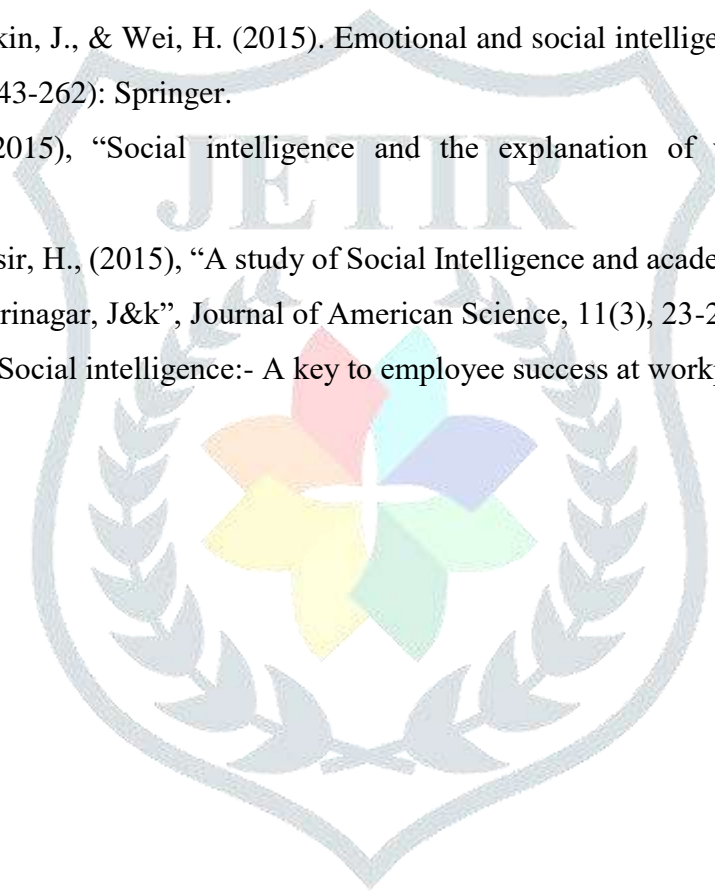 kin, J., & Wei, H. (2015). Emotional and social intellige
43-262): Springer.
2015), “Social intelligence and the explanation of
JETIR
sir, H., (2015), “A study of Social Intelligence and acade
rinagar, J&k”, Journal of American Science, 11(3), 23-2
Social intelligence:- A key to employee success at workp